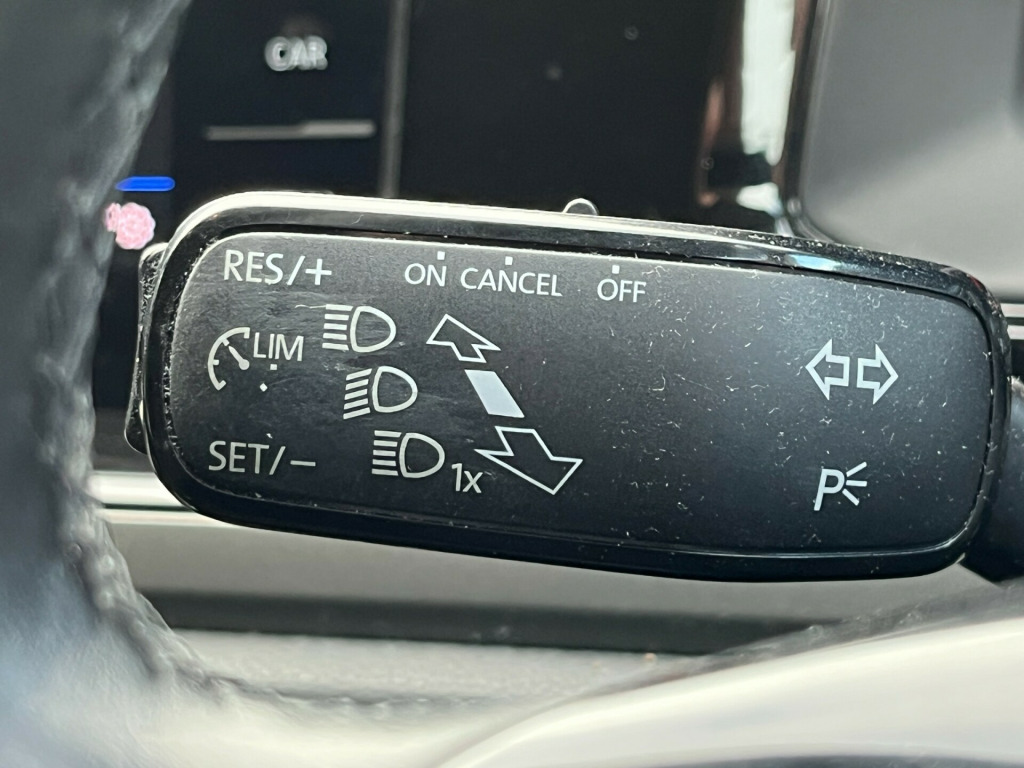 CAR
RES/+
ON CANCEL OFF
LIM
SET/−
1x
P